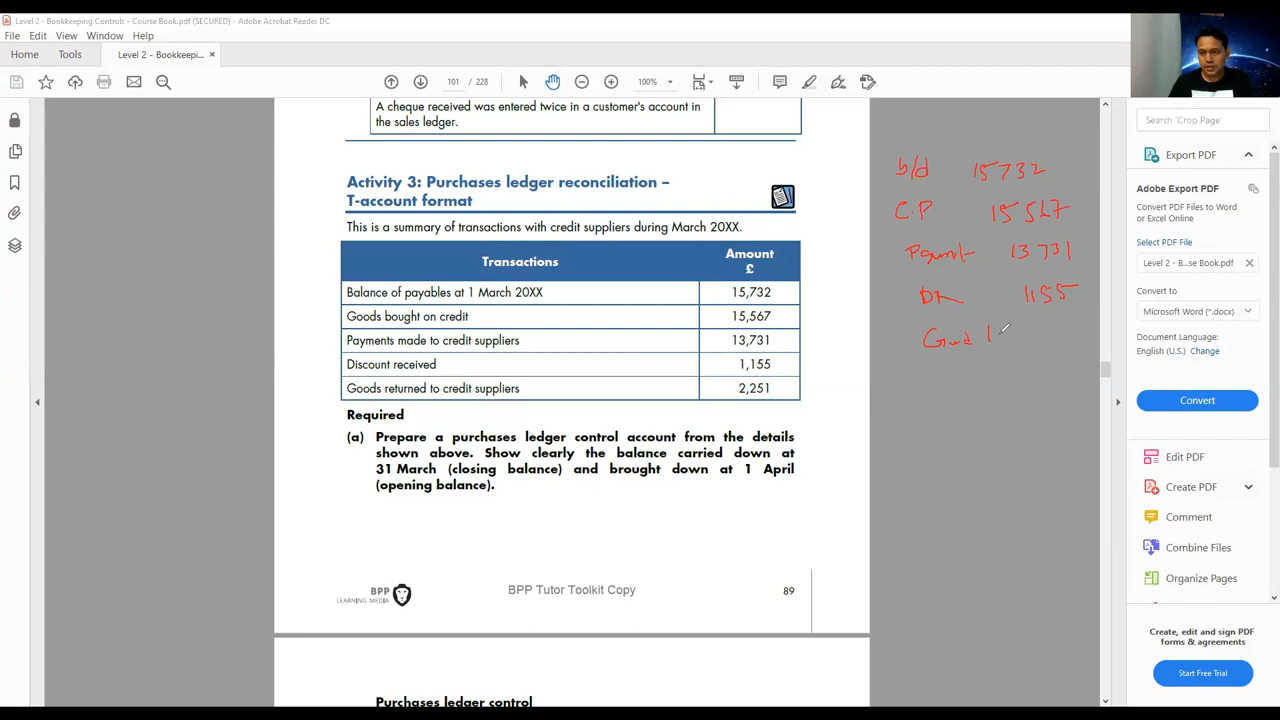 Level 2 - Bookkeeping Controls - Course Book.pdf (SECURED) - Adobe Acrobat Reader DC
File Edit View Window Help
Home Tools Level 2 - Bookkeepi... ×
101 / 228 100%
A cheque received was entered twice in a customer's account in
the sales ledger.
Activity 3: Purchases ledger reconciliation –
T-account format
This is a summary of transactions with credit suppliers during March 20XX.
Transactions Amount
£
Balance of payables at 1 March 20XX 15,732
Goods bought on credit 15,567
Payments made to credit suppliers 13,731
Discount received 1,155
Goods returned to credit suppliers 2,251
Required
(a) Prepare a purchases ledger control account from the details
shown above. Show clearly the balance carried down at
31 March (closing balance) and brought down at 1 April
(opening balance).
BPP
LEARNING MEDIA
BPP Tutor Toolkit Copy
89
Purchases ledger control
b/d 15732
C.P 15567
Payment 13731
DR 1155
Good
Search 'Crop Page'
Export PDF
Adobe Export PDF
Convert PDF Files to Word
or Excel Online
Select PDF File
Level 2 - B...se Book.pdf ×
Convert to
Microsoft Word (*.docx)
Document Language:
English (U.S.) Change
Convert
Edit PDF
Create PDF
Comment
Combine Files
Organize Pages
Create, edit and sign PDF
forms & agreements
Start Free Trial